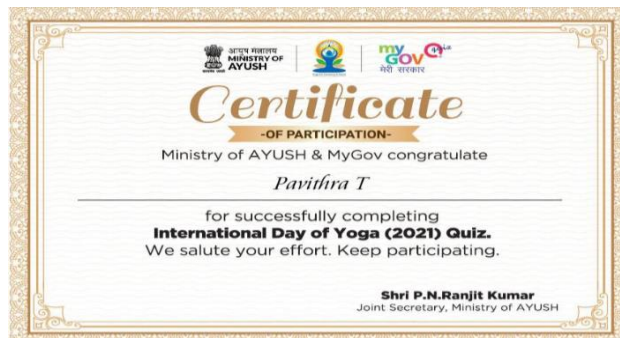 आयुष मंत्रालय
MINISTRY OF
AYUSH
my
GOV
मेरी सरकार
Certificate
-OF PARTICIPATION-
Ministry of AYUSH & MyGov congratulate
Pavithra T
for successfully completing
International Day of Yoga (2021) Quiz.
We salute your effort. Keep participating.
Shri P.N.Ranjit Kumar
Joint Secretary, Ministry of AYUSH